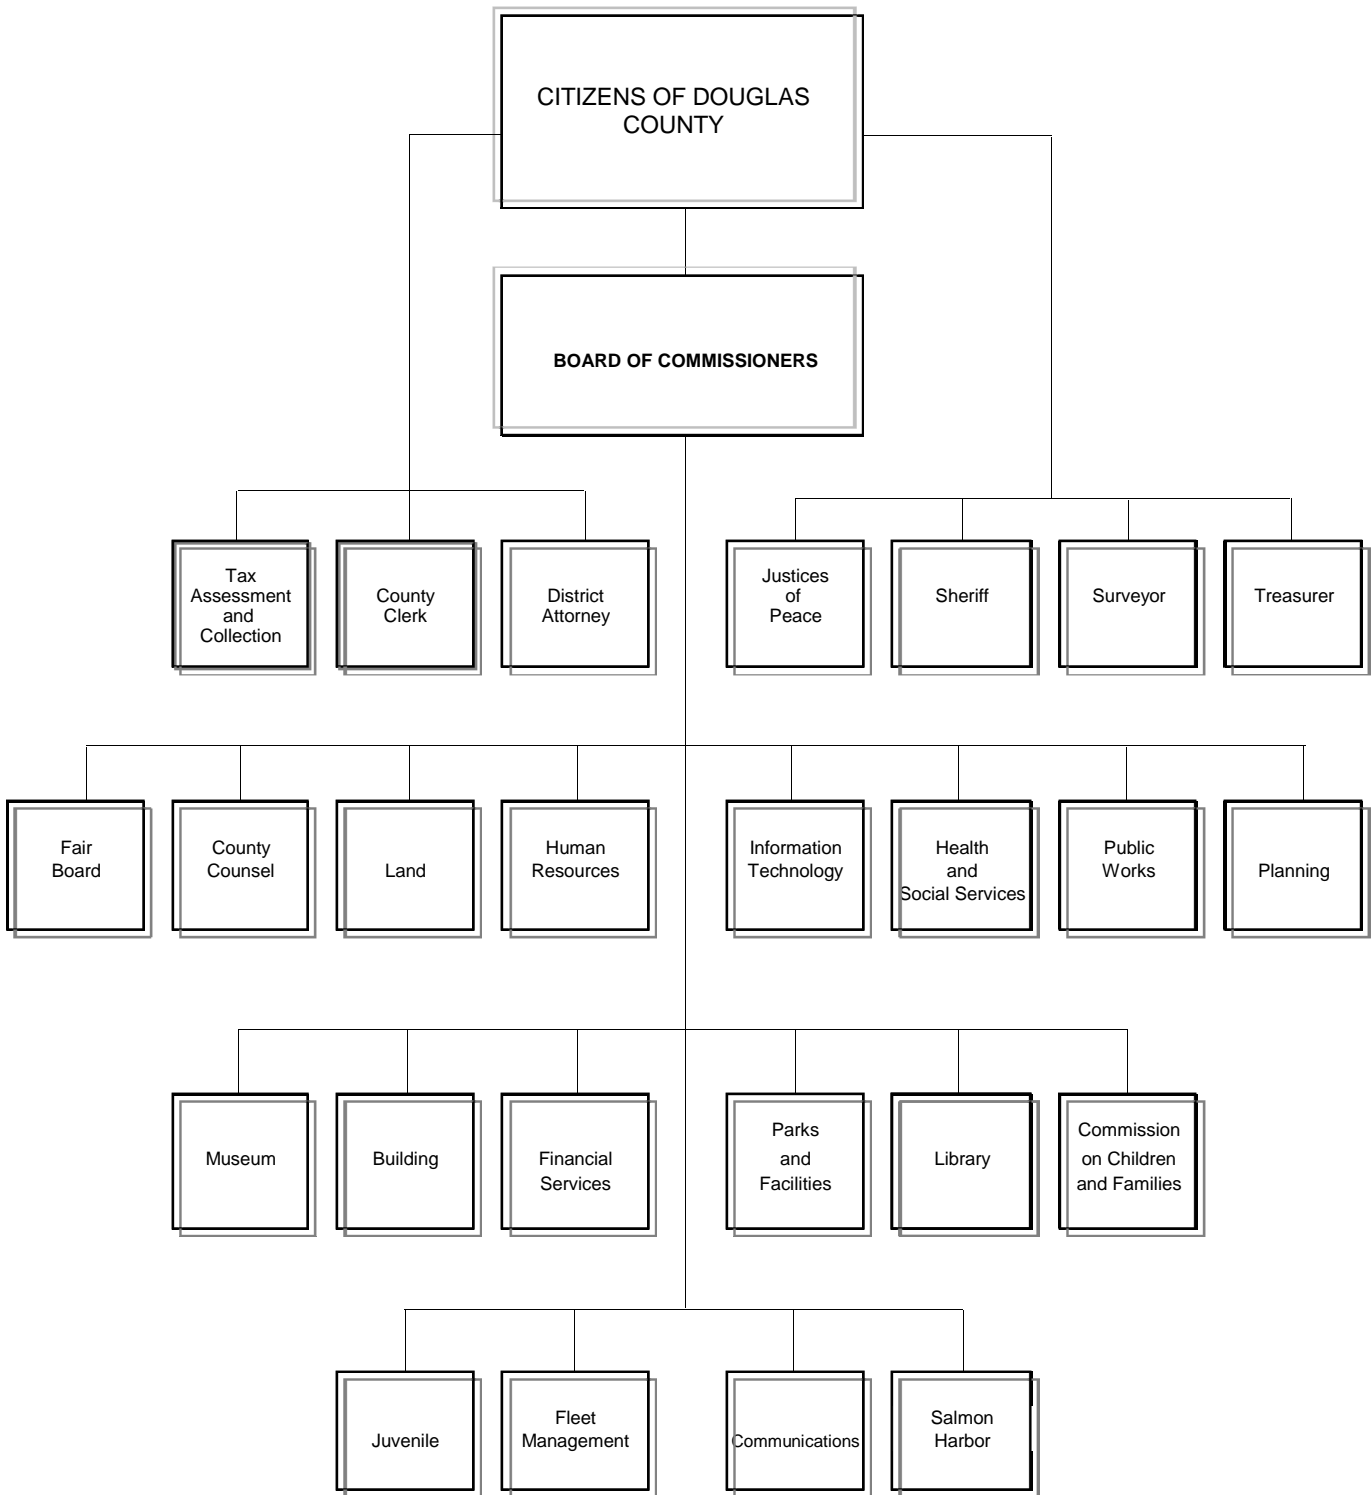 CITIZENS OF DOUGLAS
COUNTY
BOARD OF COMMISSIONERS
Tax
Assessment
and
Collection
County
Clerk
District
Attorney
Justices
of
Peace
Sheriff
Surveyor
Treasurer
Fair
Board
County
Counsel
Land
Human
Resources
Information
Technology
Health
and
Social Services
Public
Works
Planning
Museum
Building
Financial
Services
Parks
and
Facilities
Library
Commission
on Children
and Families
Juvenile
Fleet
Management
Communications
Salmon
Harbor